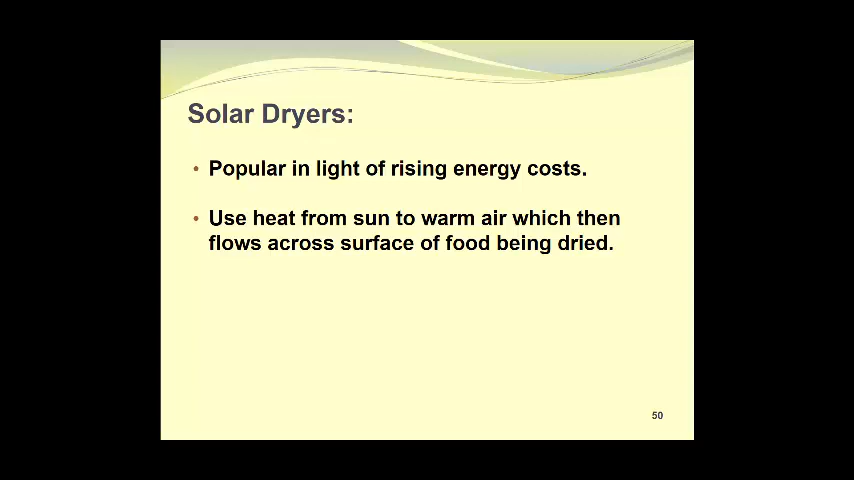 Solar Dryers:
• Popular in light of rising energy costs.
• Use heat from sun to warm air which then
flows across surface of food being dried.
50